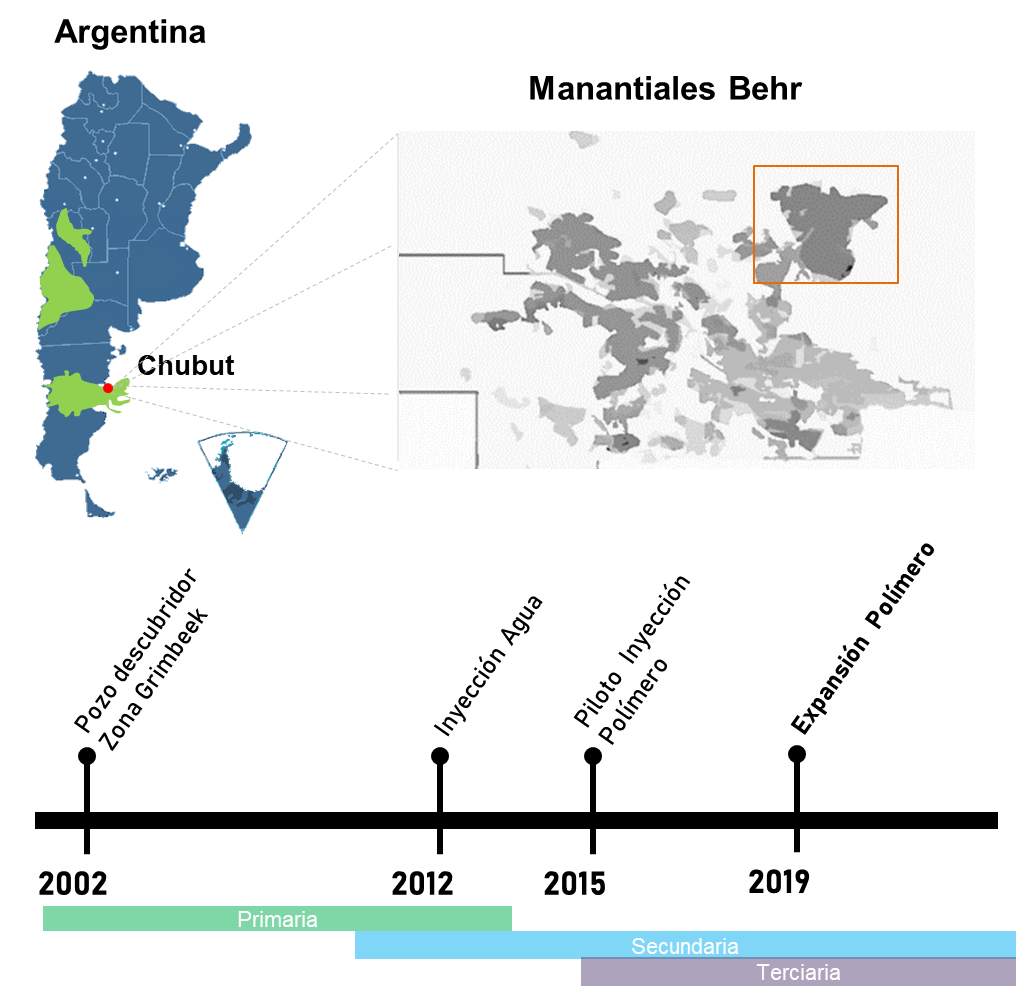 Argentina
Manantiales Behr
Chubut
Pozo descubridor
Zona Grimbeek
Inyección Agua
Piloto Inyección
Polímero
Expansión Polímero
2002
2012
2015
2019
Primaria
Secundaria
Terciaria